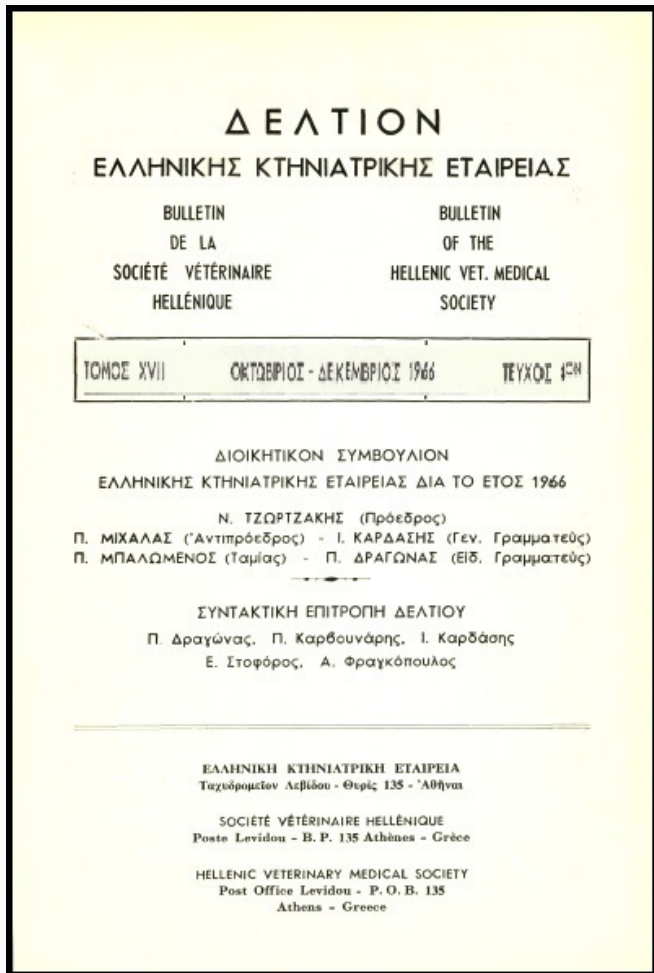 ΔΕΛΤΙΟΝ
ΕΛΛΗΝΙΚΗΣ ΚΤΗΝΙΑΤΡΙΚΗΣ ΕΤΑΙΡΕΙΑΣ
BULLETIN
DE LA
SOCIÉTÉ VÉTÉRINAIRE
HELLÉNIQUE
BULLETIN
OF THE
HELLENIC VET. MEDICAL
SOCIETY
ΤΟΜΟΣ XVII ΟΚΤΩΒΡΙΟΣ - ΔΕΚΕΜΒΡΙΟΣ 1966 ΤΕΥΧΟΣ 4ΟΝ
ΔΙΟΙΚΗΤΙΚΟΝ ΣΥΜΒΟΥΛΙΟΝ
ΕΛΛΗΝΙΚΗΣ ΚΤΗΝΙΑΤΡΙΚΗΣ ΕΤΑΙΡΕΙΑΣ ΔΙΑ ΤΟ ΕΤΟΣ 1966
Ν. ΤΖΩΡΤΖΑΚΗΣ (Πρόεδρος)
Π. ΜΙΧΑΛΑΣ (Ἀντιπρόεδρος) - Ι. ΚΑΡΔΑΣΗΣ (Γεν. Γραμματεὺς)
Π. ΜΠΑΛΩΜΕΝΟΣ (Ταμίας) - Π. ΔΡΑΓΩΝΑΣ (Εἰδ. Γραμματεὺς)
ΣΥΝΤΑΚΤΙΚΗ ΕΠΙΤΡΟΠΗ ΔΕΛΤΙΟΥ
Π. Δραγώνας, Π. Καρβουνάρης, Ι. Καρδάσης
Ε. Στοφόρος, Α. Φραγκόπουλος
ΕΛΛΗΝΙΚΗ ΚΤΗΝΙΑΤΡΙΚΗ ΕΤΑΙΡΕΙΑ
Ταχυδρομεῖον Λεβίδου - Θυρὶς 135 - Ἀθῆναι
SOCIÉTÉ VÉTÉRINAIRE HELLÉNIQUE
Poste Levidou - B. P. 135 Athènes - Grèce
HELLENIC VETERINARY MEDICAL SOCIETY
Post Office Levidou - P. O. B. 135
Athens - Greece